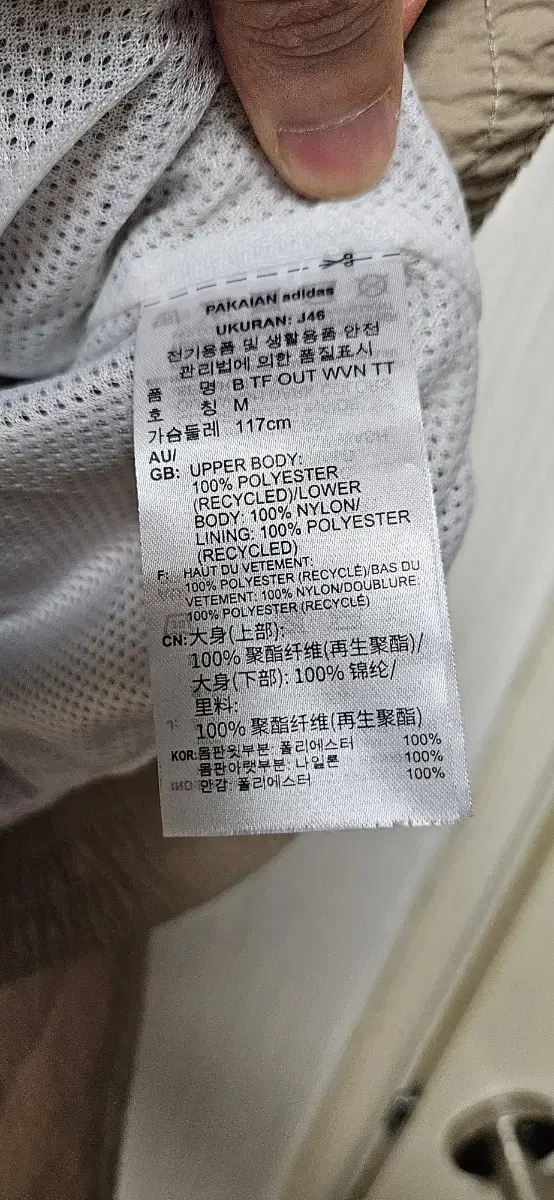 PAKAIAN adidas
UKURAN: J46
전기용품 및 생활용품 안전
관리법에 의한 품질표시
품 명 B TF OUT WVN TT
호 칭 M
가슴둘레 117cm
AU/
GB: UPPER BODY:
100% POLYESTER
(RECYCLED)/LOWER
BODY: 100% NYLON/
LINING: 100% POLYESTER
(RECYCLED)
F: HAUT DU VETEMENT:
100% POLYESTER (RECYCLÉ)/BAS DU
VETEMENT: 100% NYLON/DOUBLURE:
100% POLYESTER (RECYCLÉ)
CN:大身(上部):
100% 聚酯纤维(再生聚酯)/
大身(下部): 100% 锦纶/
里料:
100% 聚酯纤维(再生聚酯)
KOR:몸판윗부분: 폴리에스터 100%
몸판아랫부분: 나일론 100%
안감: 폴리에스터 100%